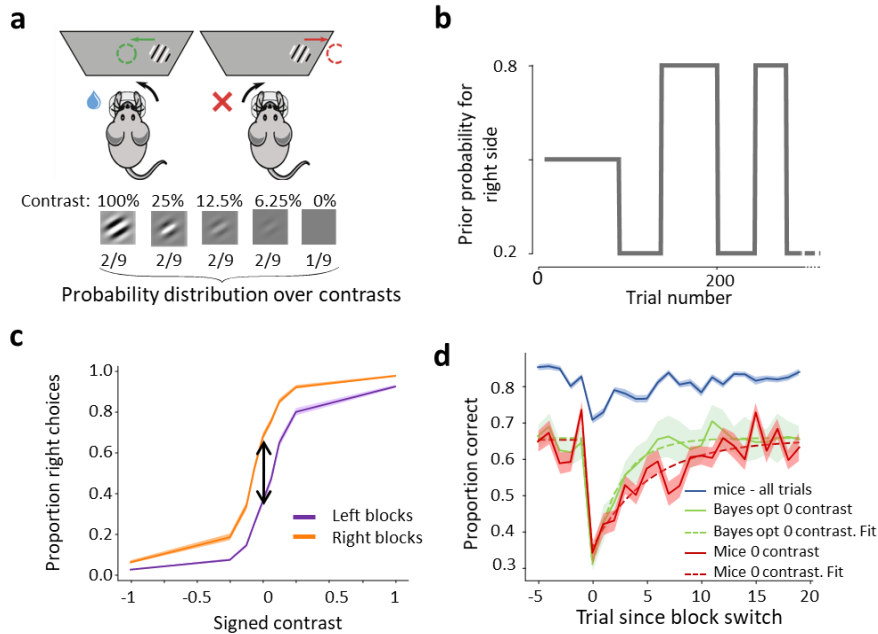 a
Contrast: 100% 25% 12.5% 6.25% 0%
2/9 2/9 2/9 2/9 1/9
Probability distribution over contrasts
b
Prior probability for
right side
0.8
0.2
0 200
Trial number
c
Proportion right choices
1.0
0.8
0.6
0.4
0.2
0.0
Left blocks
Right blocks
-1 -0.5 0 0.5 1
Signed contrast
d
Proportion correct
0.8
0.7
0.6
0.5
0.4
0.3
mice - all trials
Bayes opt 0 contrast
Bayes opt 0 contrast. Fit
Mice 0 contrast
Mice 0 contrast. Fit
-5 0 5 10 15 20
Trial since block switch